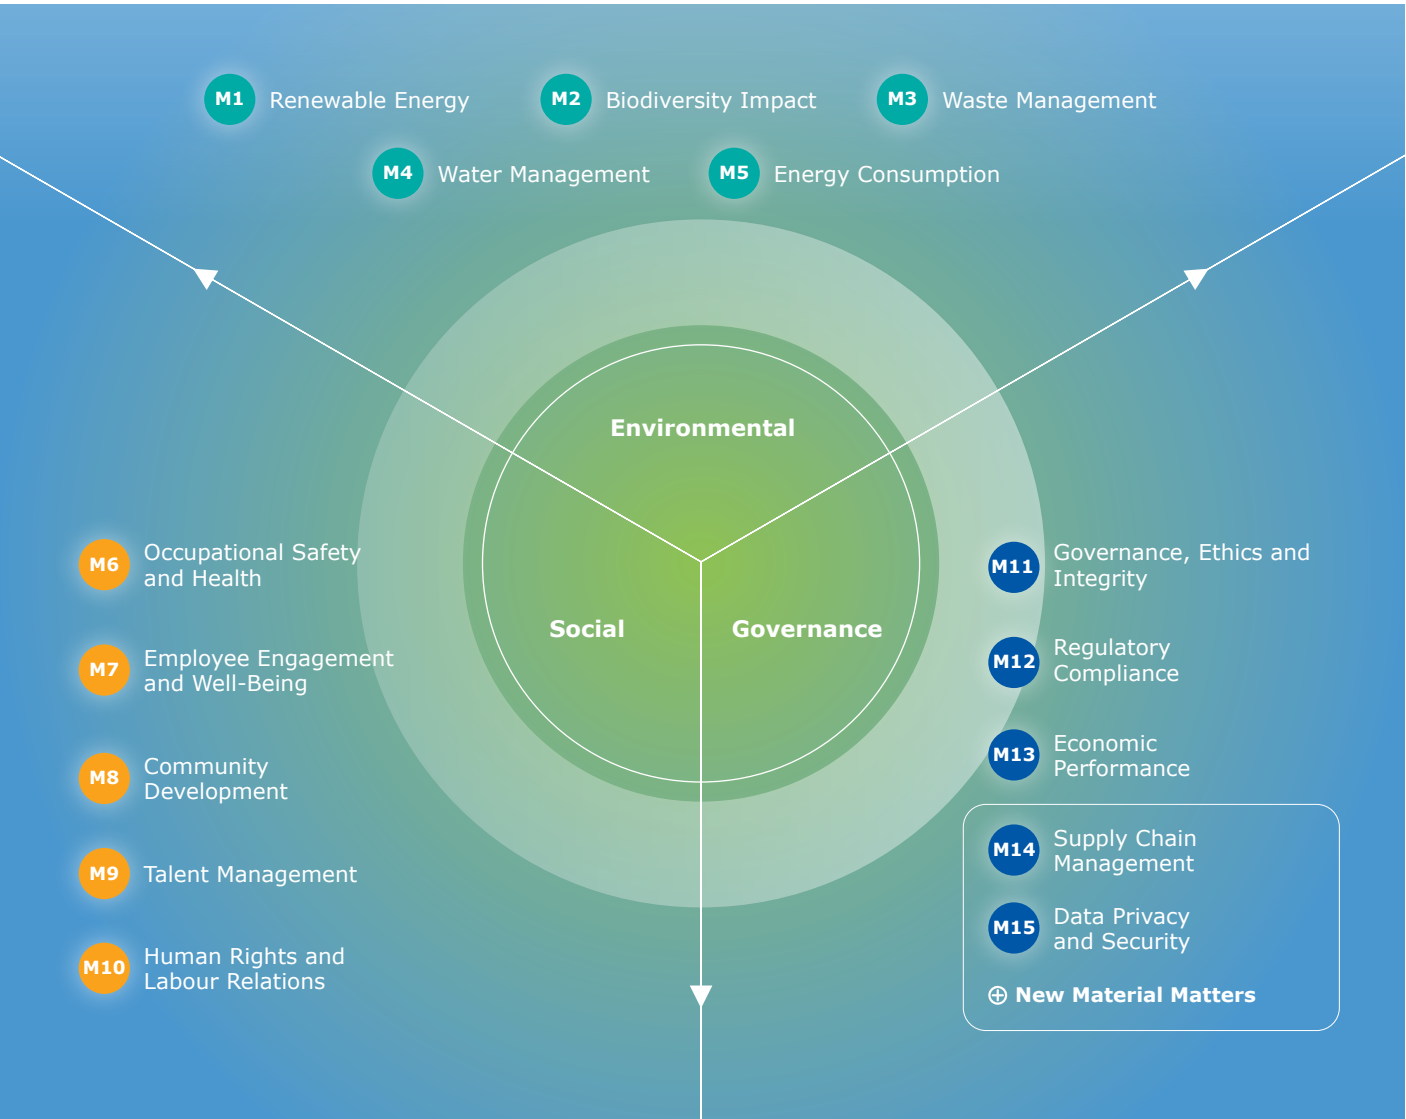 M1 Renewable Energy
M2 Biodiversity Impact
M3 Waste Management
M4 Water Management
M5 Energy Consumption
Environmental
Social
Governance
M6 Occupational Safety
and Health
M7 Employee Engagement
and Well-Being
M8 Community
Development
M9 Talent Management
M10 Human Rights and
Labour Relations
M11 Governance, Ethics and
Integrity
M12 Regulatory
Compliance
M13 Economic
Performance
M14 Supply Chain
Management
M15 Data Privacy
and Security
⊕ New Material Matters